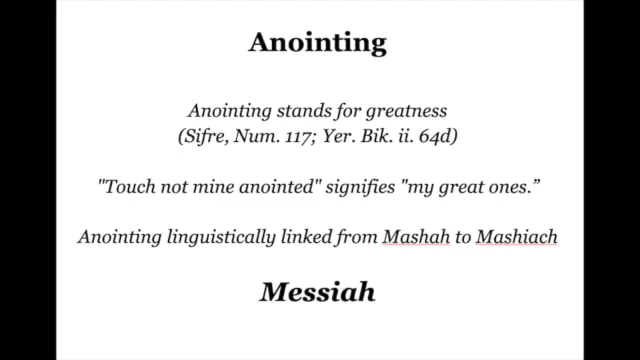 Anointing
Anointing stands for greatness
(Sifre, Num. 117; Yer. Bik. ii. 64d)
"Touch not mine anointed" signifies "my great ones.”
Anointing linguistically linked from Mashah to Mashiach
Messiah